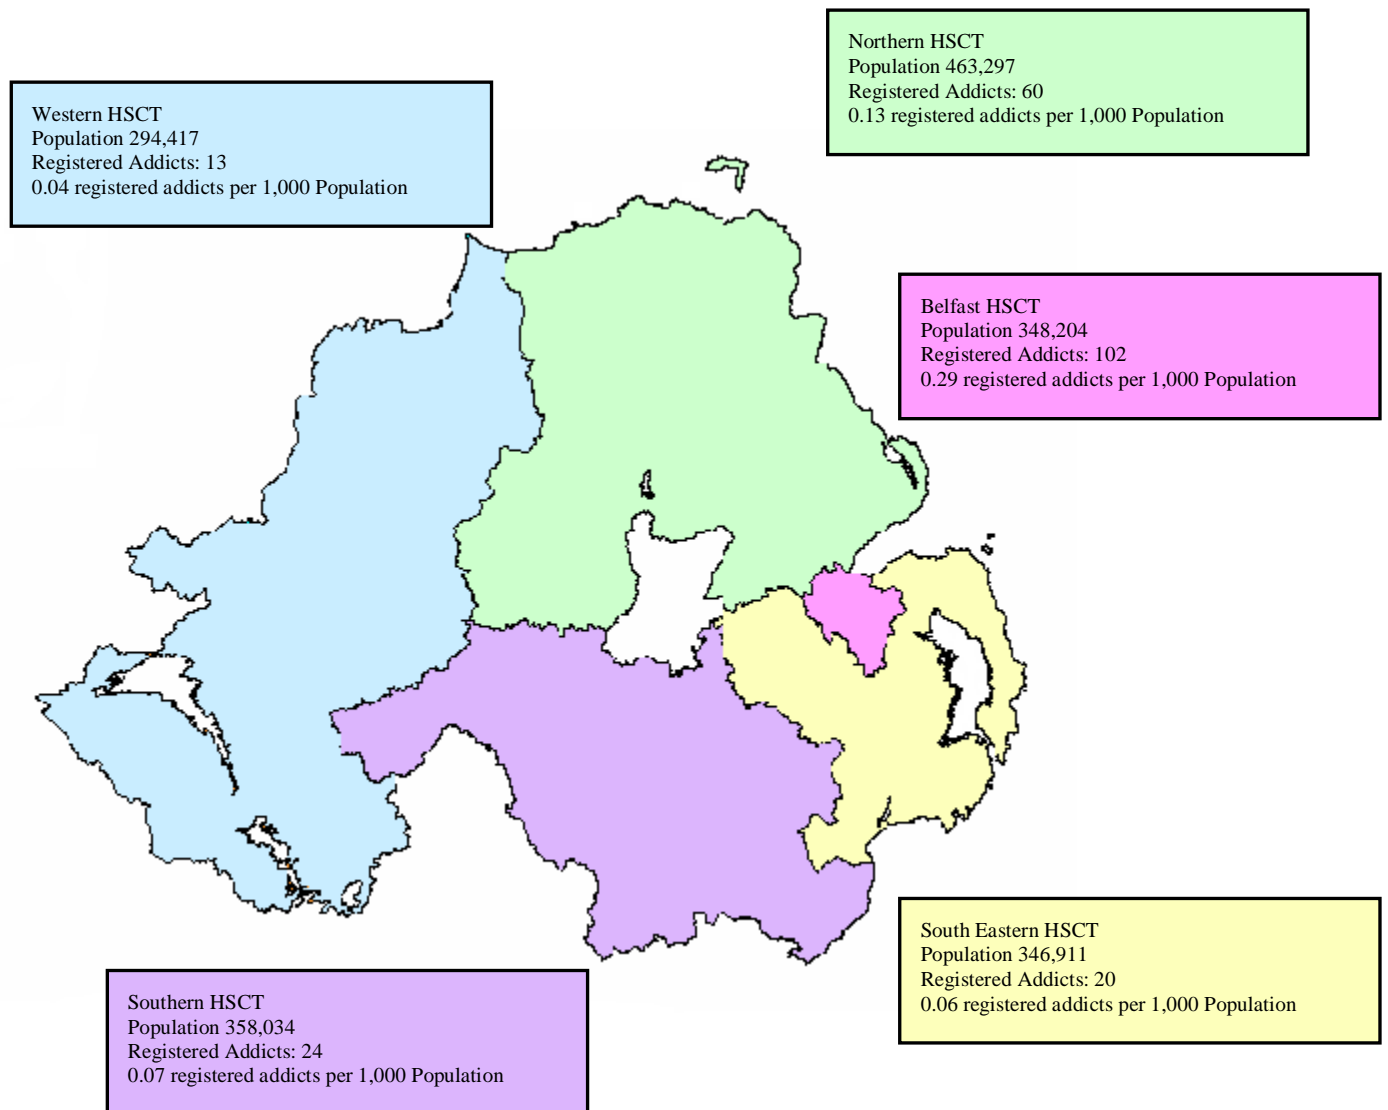 Northern HSCT
Population 463,297
Registered Addicts: 60
0.13 registered addicts per 1,000 Population
Western HSCT
Population 294,417
Registered Addicts: 13
0.04 registered addicts per 1,000 Population
Belfast HSCT
Population 348,204
Registered Addicts: 102
0.29 registered addicts per 1,000 Population
South Eastern HSCT
Population 346,911
Registered Addicts: 20
0.06 registered addicts per 1,000 Population
Southern HSCT
Population 358,034
Registered Addicts: 24
0.07 registered addicts per 1,000 Population